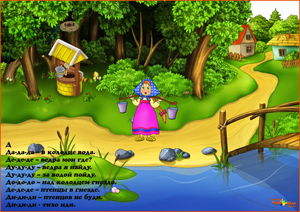 Д
Да-да-да – в колодце вода.
Де-де-де – ведра мои где?
Ду-ду-ду – ведра я найду.
Ду-ду-ду – за водой пойду.
До-до-до – над колодцем гнездо.
Де-де-де – птенцы в гнезде.
Ди-ди-ди – птенцов не буди.
Ди-ди-ди – тихо иди.